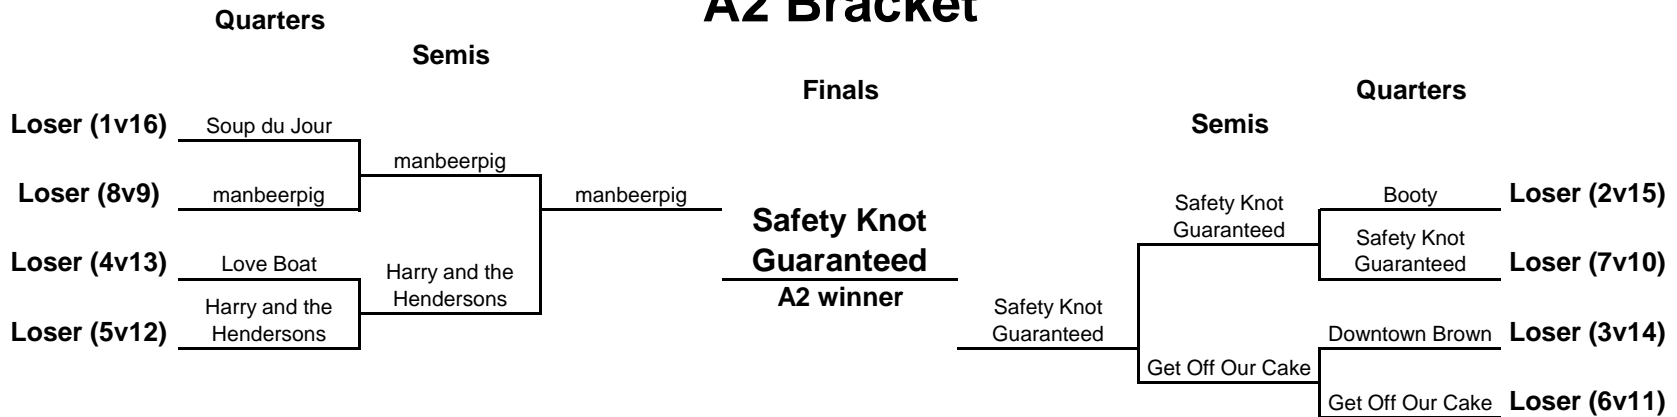 A2 Bracket
Quarters
Semis
Finals
Quarters
Semis
Loser (1v16)
Soup du Jour
manbeerpig
Loser (8v9)
manbeerpig
manbeerpig
Loser (4v13)
Love Boat
Harry and the
Hendersons
Loser (5v12)
Harry and the
Hendersons
Safety Knot
Guaranteed
A2 winner
Safety Knot
Guaranteed
Safety Knot
Guaranteed
Booty
Loser (2v15)
Safety Knot
Guaranteed
Loser (7v10)
Downtown Brown
Loser (3v14)
Get Off Our Cake
Get Off Our Cake
Loser (6v11)